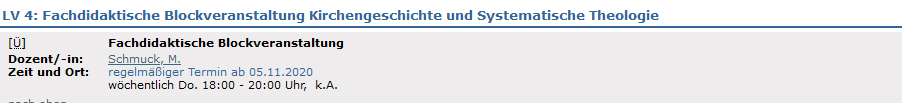 LV 4: Fachdidaktische Blockveranstaltung Kirchengeschichte und Systematische Theologie
[Ü] Fachdidaktische Blockveranstaltung
Dozent/-in: Schmuck, M.
Zeit und Ort: regelmäßiger Termin ab 05.11.2020
wöchentlich Do. 18:00 - 20:00 Uhr, k.A.